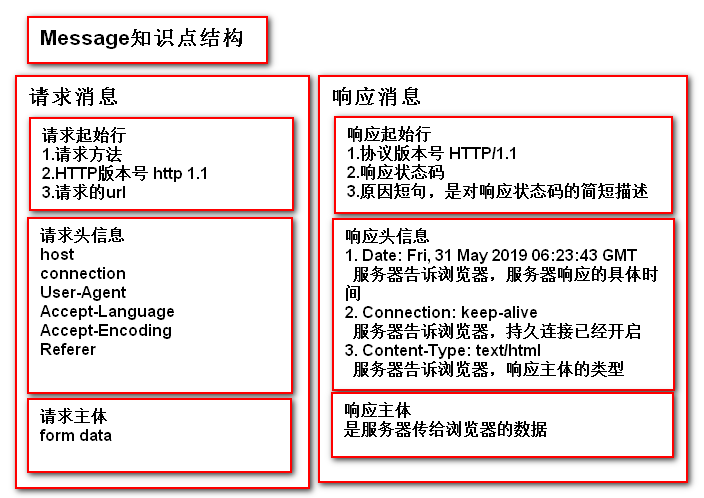 Message知识点结构
请求消息
请求起始行
1.请求方法
2.HTTP版本号 http 1.1
3.请求的url
请求头信息
host
connection
User-Agent
Accept-Language
Accept-Encoding
Referer
请求主体
form data
响应消息
响应起始行
1.协议版本号 HTTP/1.1
2.响应状态码
3.原因短句，是对响应状态码的简短描述
响应头信息
1. Date: Fri, 31 May 2019 06:23:43 GMT
服务器告诉浏览器，服务器响应的具体时
间
2. Connection: keep-alive
服务器告诉浏览器，持久连接已经开启
3. Content-Type: text/html
服务器告诉浏览器，响应主体的类型
响应主体
是服务器传给浏览器的数据